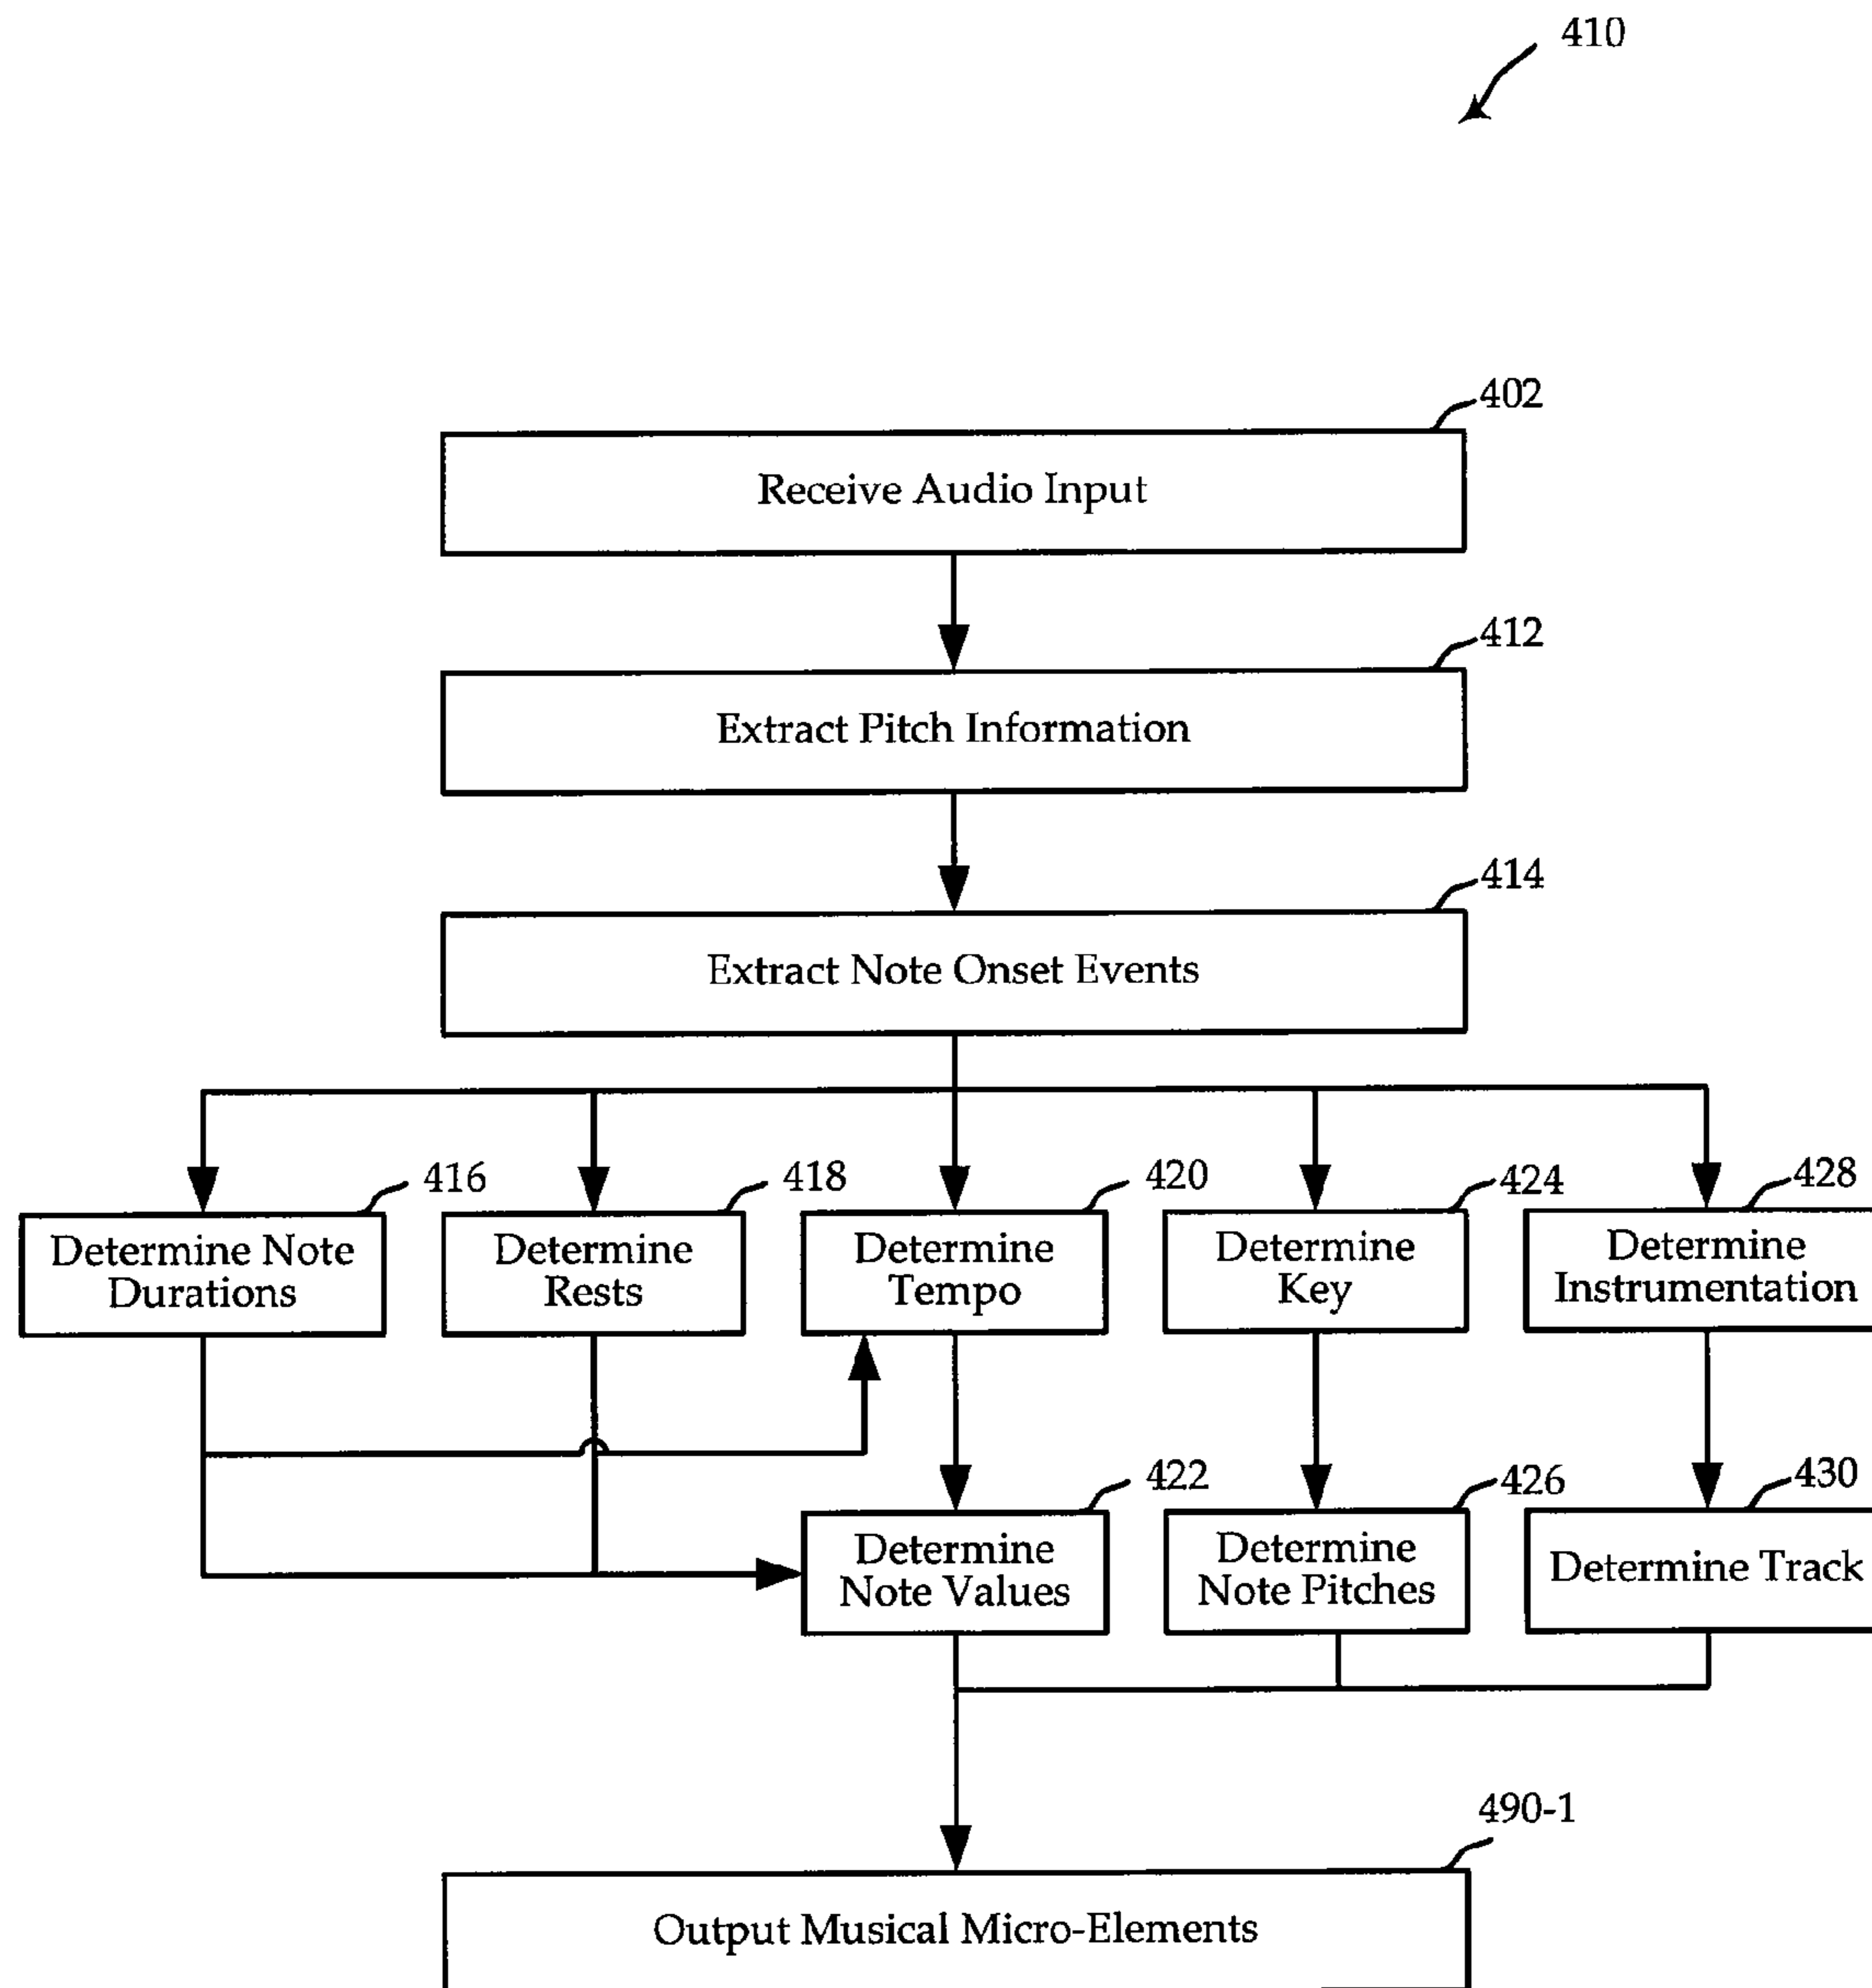 410
402
Receive Audio Input
412
Extract Pitch Information
414
Extract Note Onset Events
416
418
420
424
428
Determine Note
Durations
Determine
Rests
Determine
Tempo
Determine
Key
Determine
Instrumentation
422
426
430
Determine
Note Values
Determine
Note Pitches
Determine Track
490-1
Output Musical Micro-Elements